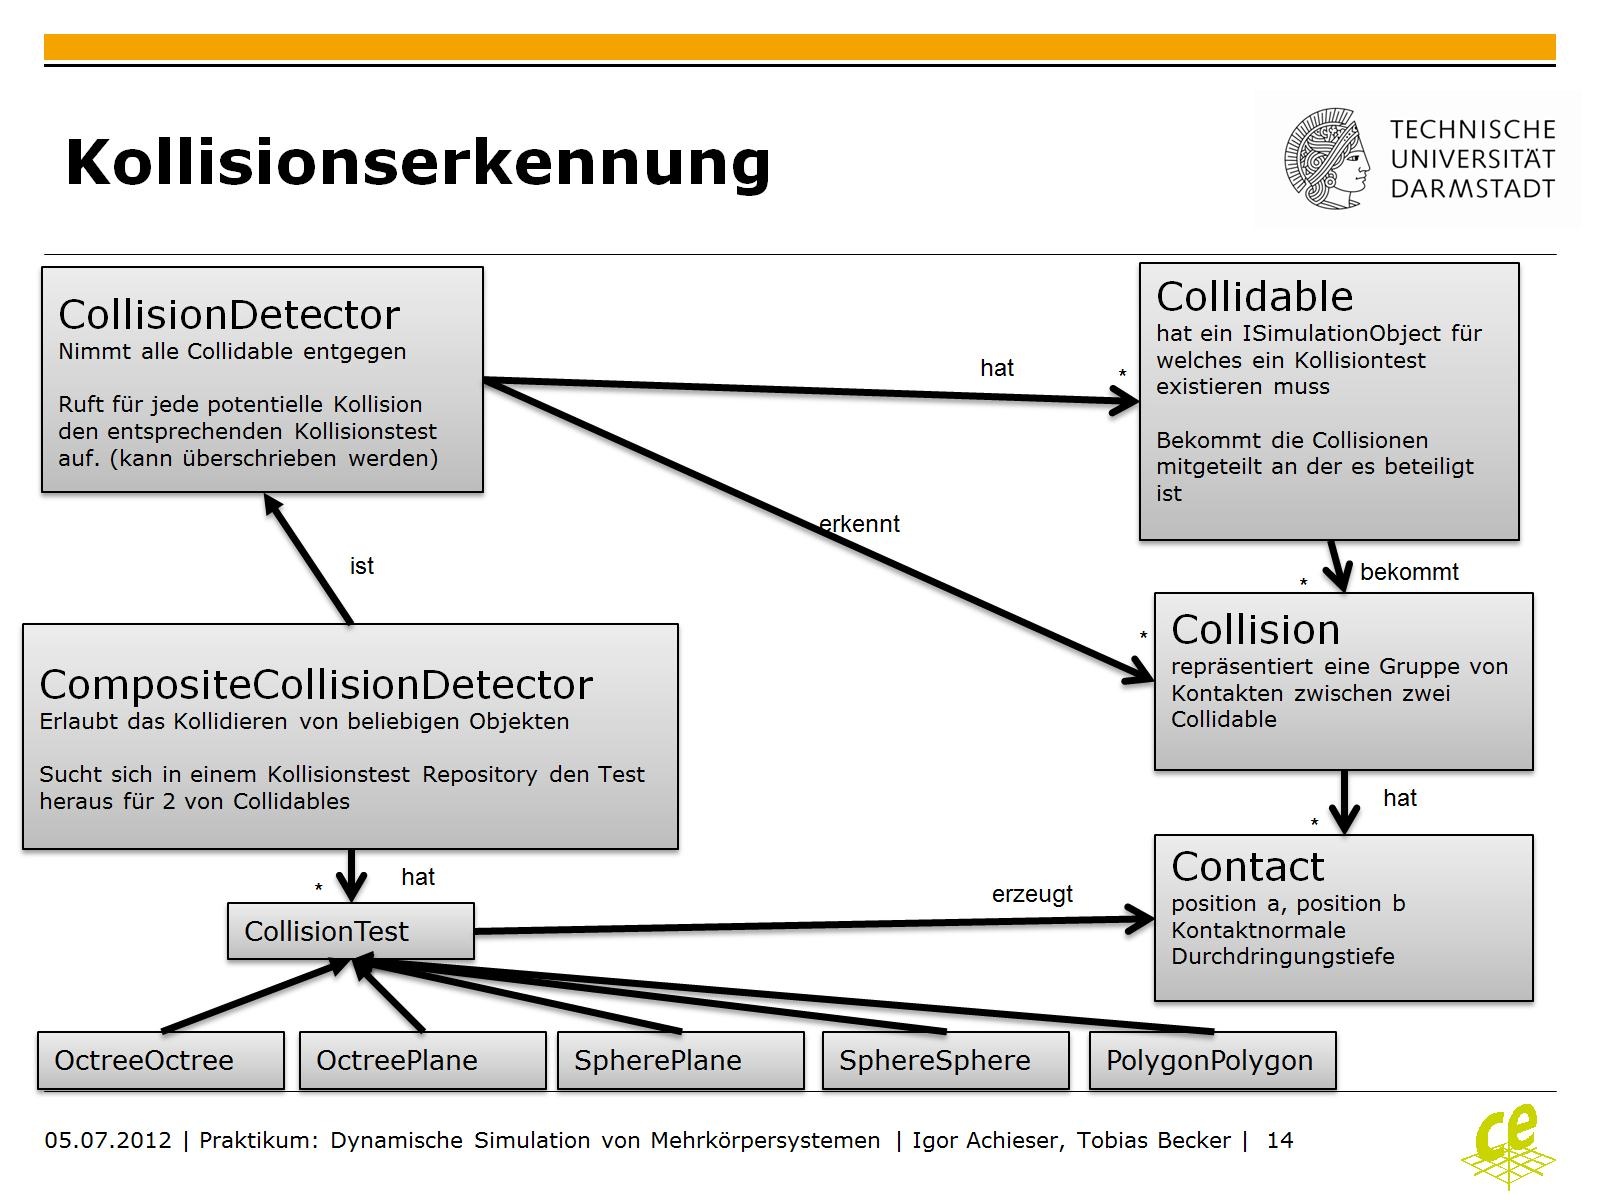 Kollisionserkennung
TECHNISCHE
UNIVERSITÄT
DARMSTADT
CollisionDetector
Nimmt alle Collidable entgegen
Ruft für jede potentielle Kollision
den entsprechenden Kollisionstest
auf. (kann überschrieben werden)
hat
*
Collidable
hat ein ISimulationObject für
welches ein Kollisiontest
existieren muss
Bekommt die Collisionen
mitgeteilt an der es beteiligt
ist
erkennt
*
ist
bekommt
*
CompositeCollisionDetector
Erlaubt das Kollidieren von beliebigen Objekten
Sucht sich in einem Kollisionstest Repository den Test
heraus für 2 von Collidables
Collision
repräsentiert eine Gruppe von
Kontakten zwischen zwei
Collidable
hat
*
hat
*
CollisionTest
erzeugt
Contact
position a, position b
Kontaktnormale
Durchdringungstiefe
OctreeOctree
OctreePlane
SpherePlane
SphereSphere
PolygonPolygon
05.07.2012 | Praktikum: Dynamische Simulation von Mehrkörpersystemen | Igor Achieser, Tobias Becker | 14
ce